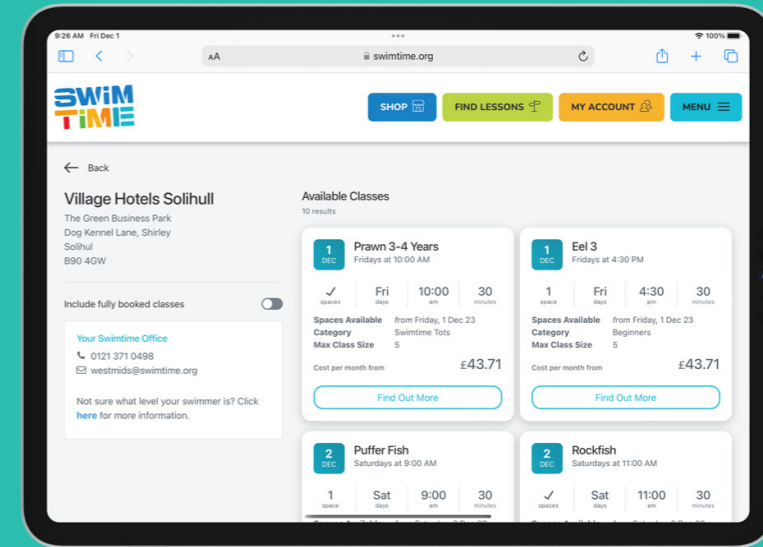 9:26 AM Fri Dec 1
100%
AA
swimtime.org
SWiM
TiME
SHOP
FIND LESSONS
MY ACCOUNT
MENU
Back
Village Hotels Solihull
The Green Business Park
Dog Kennel Lane, Shirley
Solihul
B90 4GW
Include fully booked classes
Your Swimtime Office
0121 371 0498
westmids@swimtime.org
Not sure what level your swimmer is? Click
here for more information.
Available Classes
10 results
1 Prawn 3-4 Years
DEC Fridays at 10:00 AM
Fri 10:00 30
spaces days am minutes
Spaces Available from Friday, 1 Dec 23
Category Swimtime Tots
Max Class Size 5
Cost per month from £43.71
Find Out More
1 Eel 3
DEC Fridays at 4:30 PM
1 Fri 4:30 30
space days pm minutes
Spaces Available from Friday, 1 Dec 23
Category Beginners
Max Class Size 5
Cost per month from £43.71
Find Out More
2 Puffer Fish
DEC Saturdays at 9:00 AM
1 Sat 9:00 30
space days am minutes
2 Rockfish
DEC Saturdays at 11:00 AM
Sat 11:00 30
spaces days am minutes